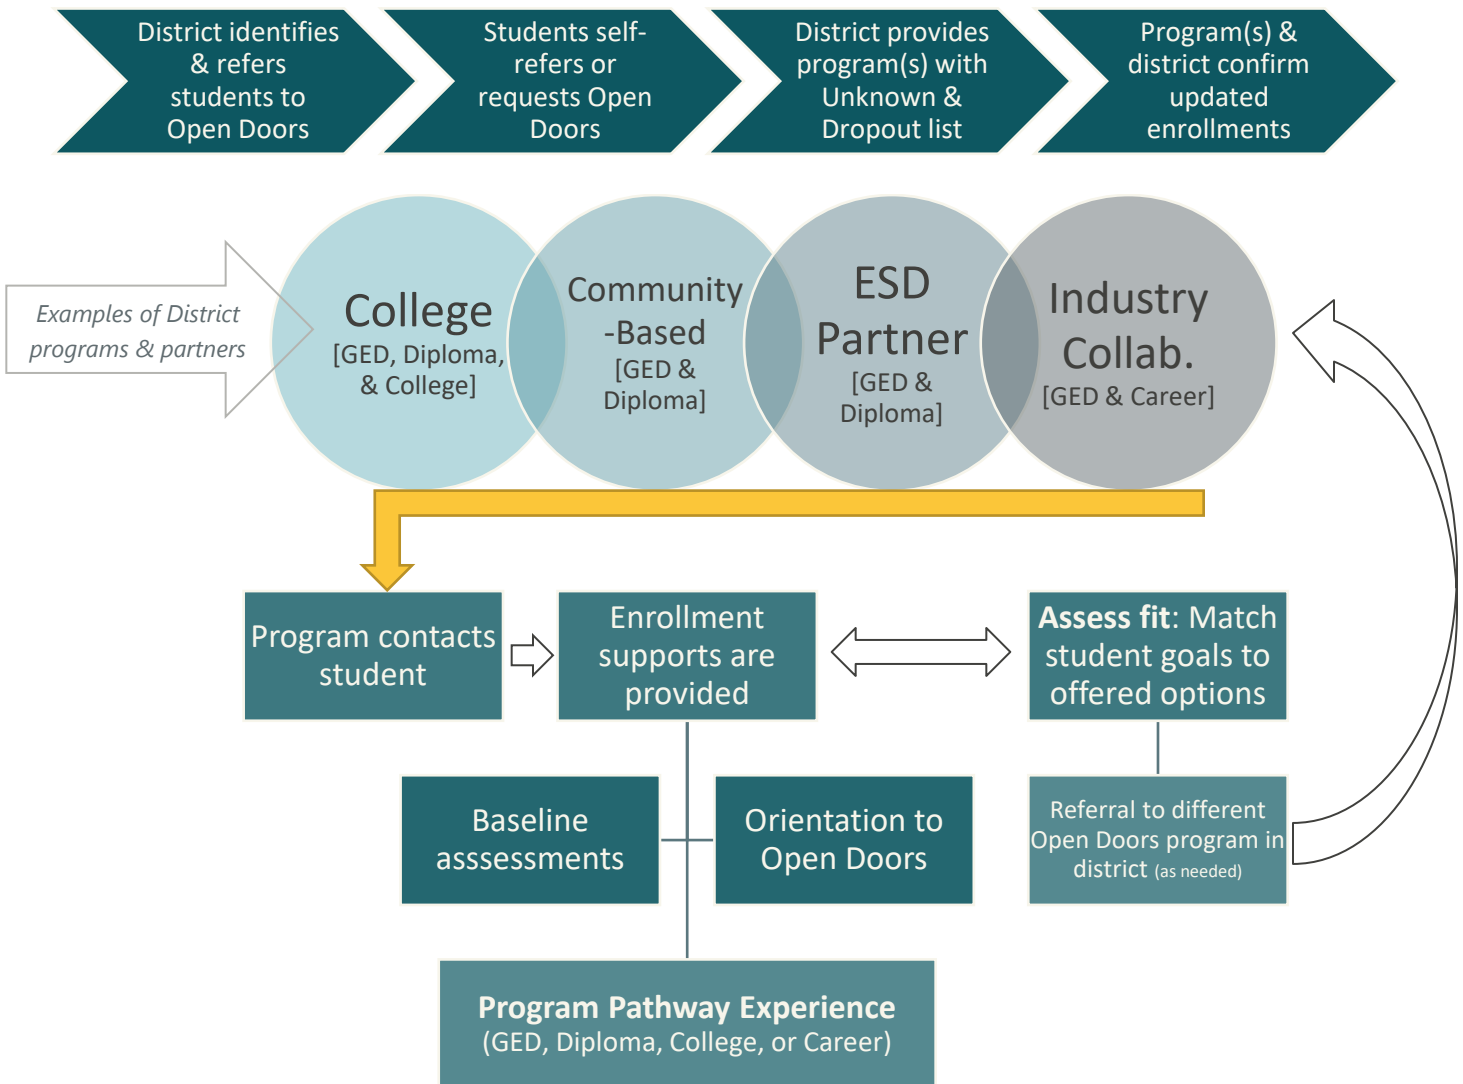 District identifies
& refers
students to
Open Doors
Students self-
refers or
requests Open
Doors
District provides
program(s) with
Unknown &
Dropout list
Program(s) &
district confirm
updated
enrollments
Examples of District
programs & partners
College
[GED, Diploma,
& College]
Community
-Based
[GED &
Diploma]
ESD
Partner
[GED &
Diploma]
Industry
Collab.
[GED & Career]
Program contacts
student
Enrollment
supports are
provided
Assess fit: Match
student goals to
offered options
Baseline
asssessments
Orientation to
Open Doors
Referral to different
Open Doors program in
district (as needed)
Program Pathway Experience
(GED, Diploma, College, or Career)